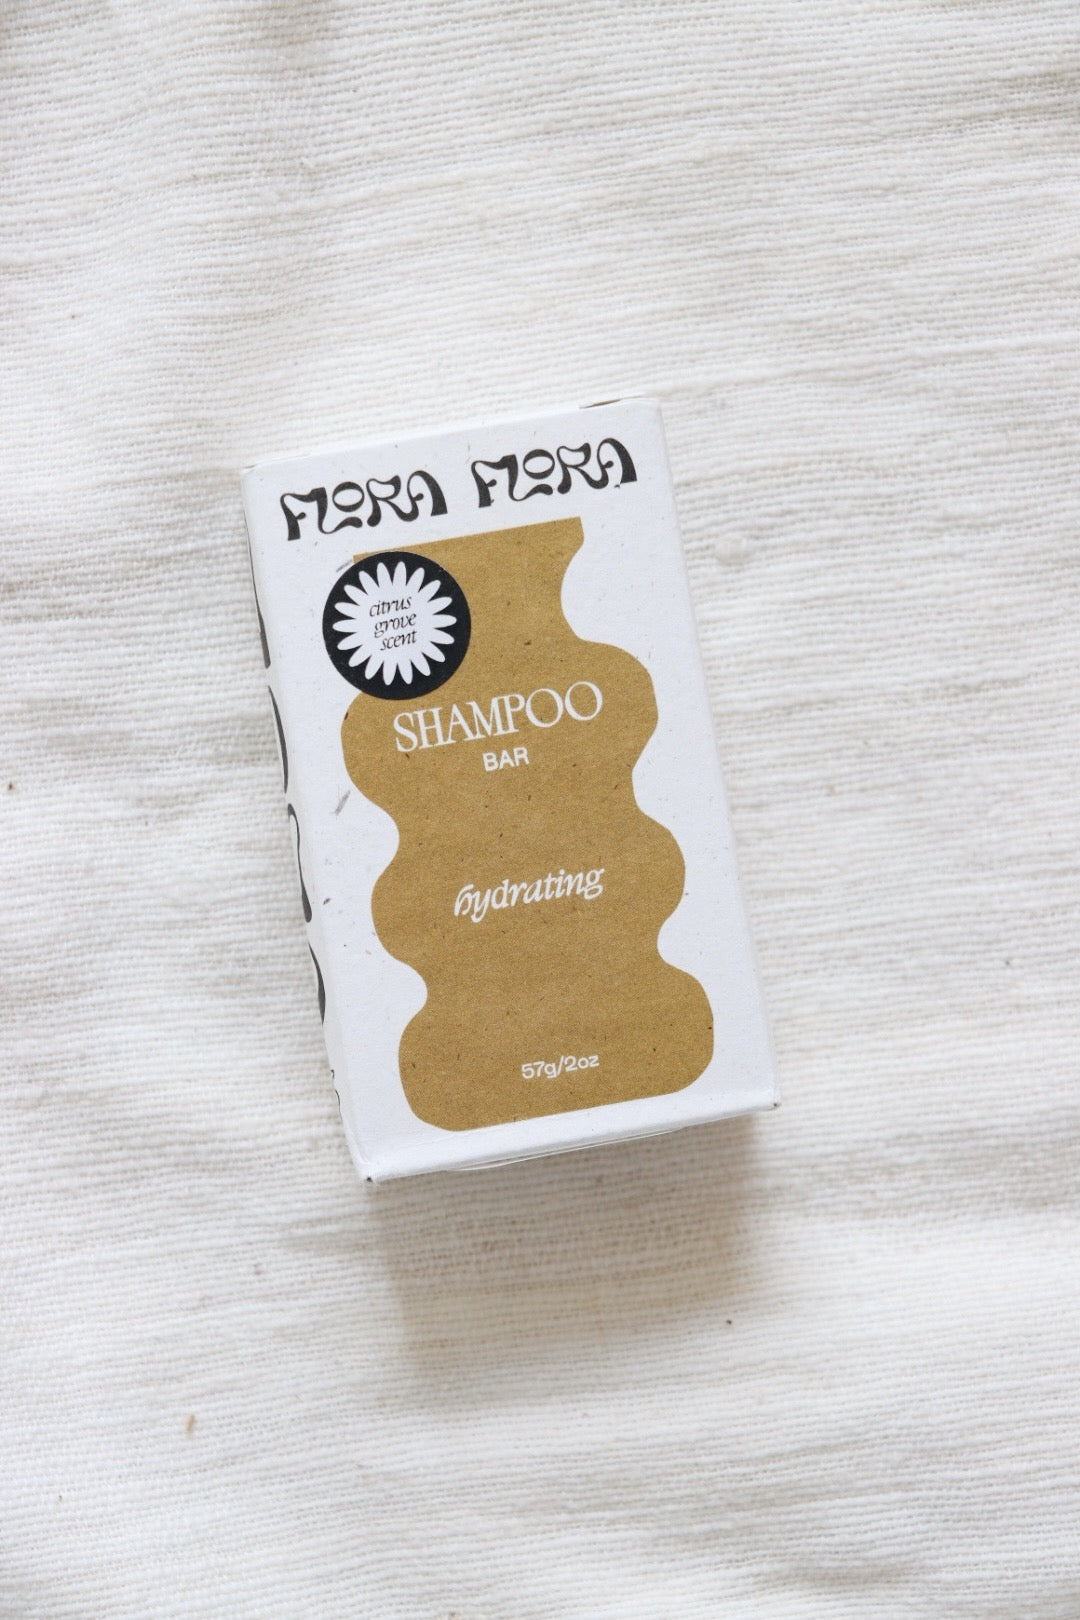 FLORA FLORA
citrus
grove
scent
SHAMPOO
BAR
hydrating
57g/2oz